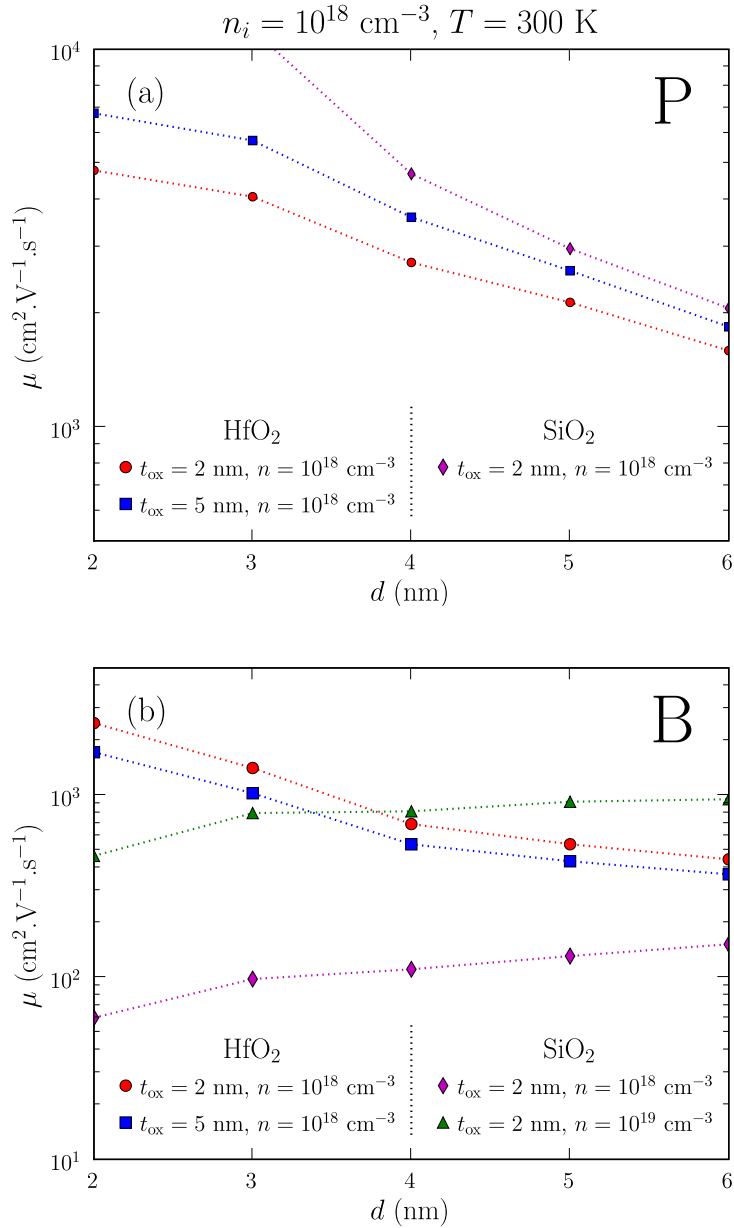 n_i = 10^18 cm^−3, T = 300 K
10^4
(a)
P
μ (cm^2.V^−1.s^−1)
10^3
HfO_2
t_ox = 2 nm, n = 10^18 cm^−3
t_ox = 5 nm, n = 10^18 cm^−3
SiO_2
t_ox = 2 nm, n = 10^18 cm^−3
2 3 4 5 6
d (nm)
(b)
B
μ (cm^2.V^−1.s^−1)
10^3
10^2
HfO_2
t_ox = 2 nm, n = 10^18 cm^−3
t_ox = 5 nm, n = 10^18 cm^−3
SiO_2
t_ox = 2 nm, n = 10^18 cm^−3
t_ox = 2 nm, n = 10^19 cm^−3
10^1
2 3 4 5 6
d (nm)